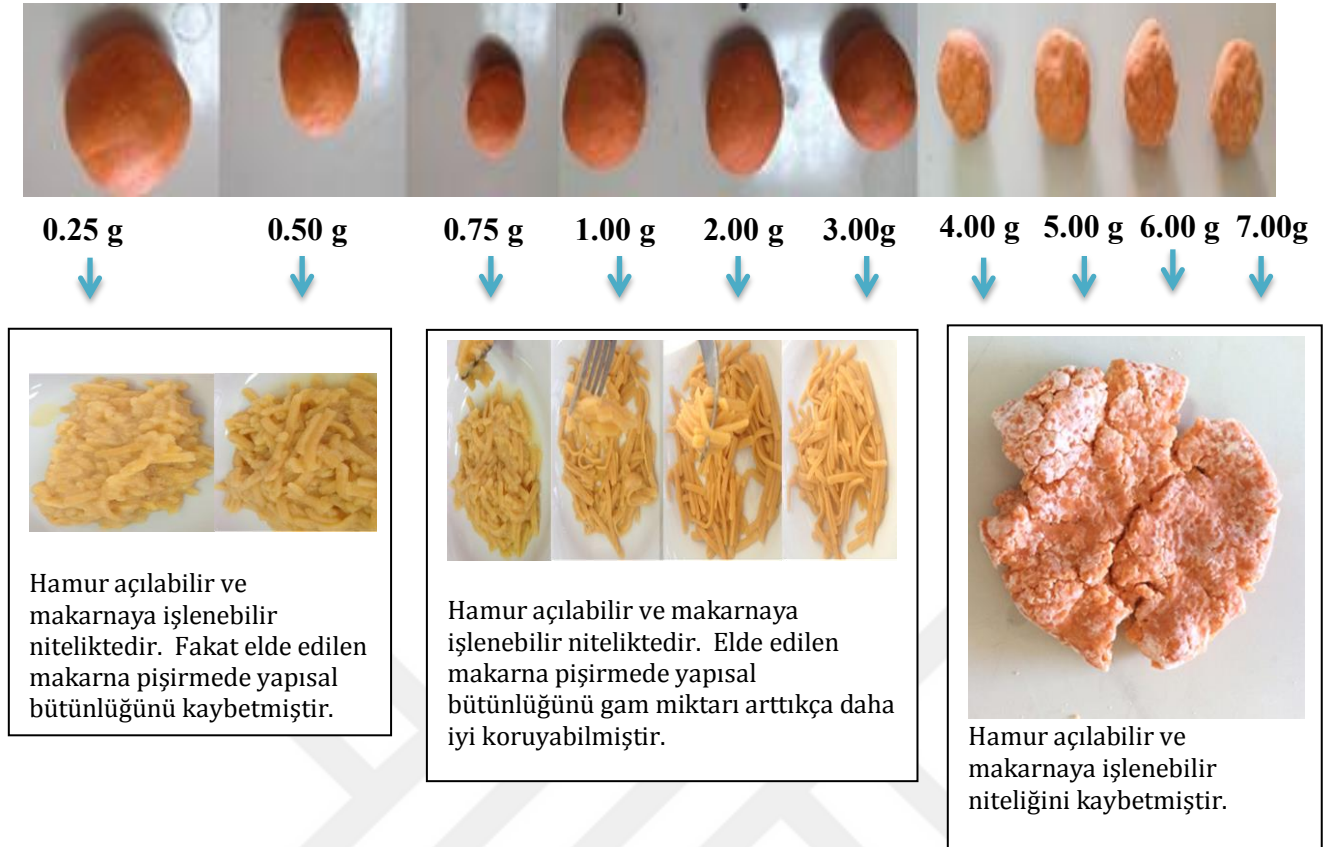 0.25 g 0.50 g 0.75 g 1.00 g 2.00 g 3.00g 4.00 g 5.00 g 6.00 g 7.00g
Hamur açılabilir ve
makarnaya işlenebilir
niteliktedir. Fakat elde edilen
makarna pişirmede yapısal
bütünlüğünü kaybetmiştir.
Hamur açılabilir ve makarnaya
işlenebilir niteliktedir. Elde edilen
makarna pişirmede yapısal
bütünlüğünü gam miktarı arttıkça daha
iyi koruyabilmiştir.
Hamur açılabilir ve
makarnaya işlenebilir
niteliğini kaybetmiştir.